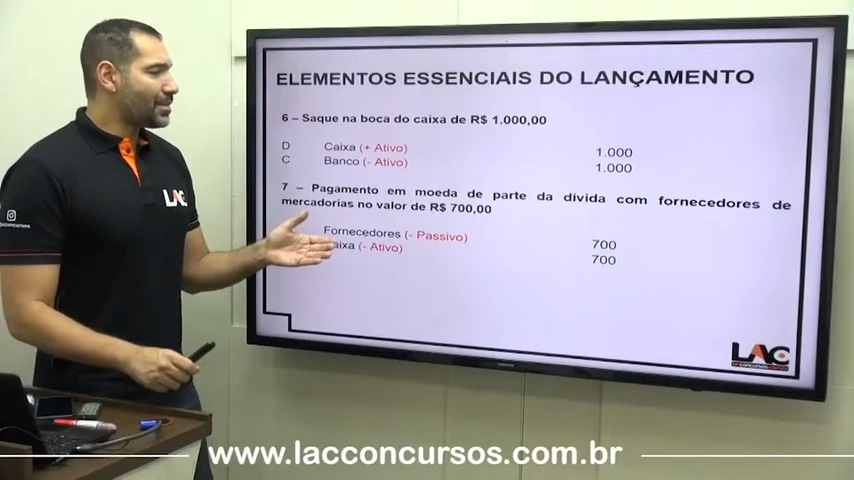 ELEMENTOS ESSENCIAIS DO LANÇAMENTO
6 – Saque na boca do caixa de R$ 1.000,00
D Caixa (+ Ativo) 1.000
C Banco (- Ativo) 1.000
7 – Pagamento em moeda de parte da dívida com fornecedores de
mercadorias no valor de R$ 700,00
Fornecedores (- Passivo) 700
aixa (- Ativo) 700
LAC
LAC
www.lacconcursos.com.br